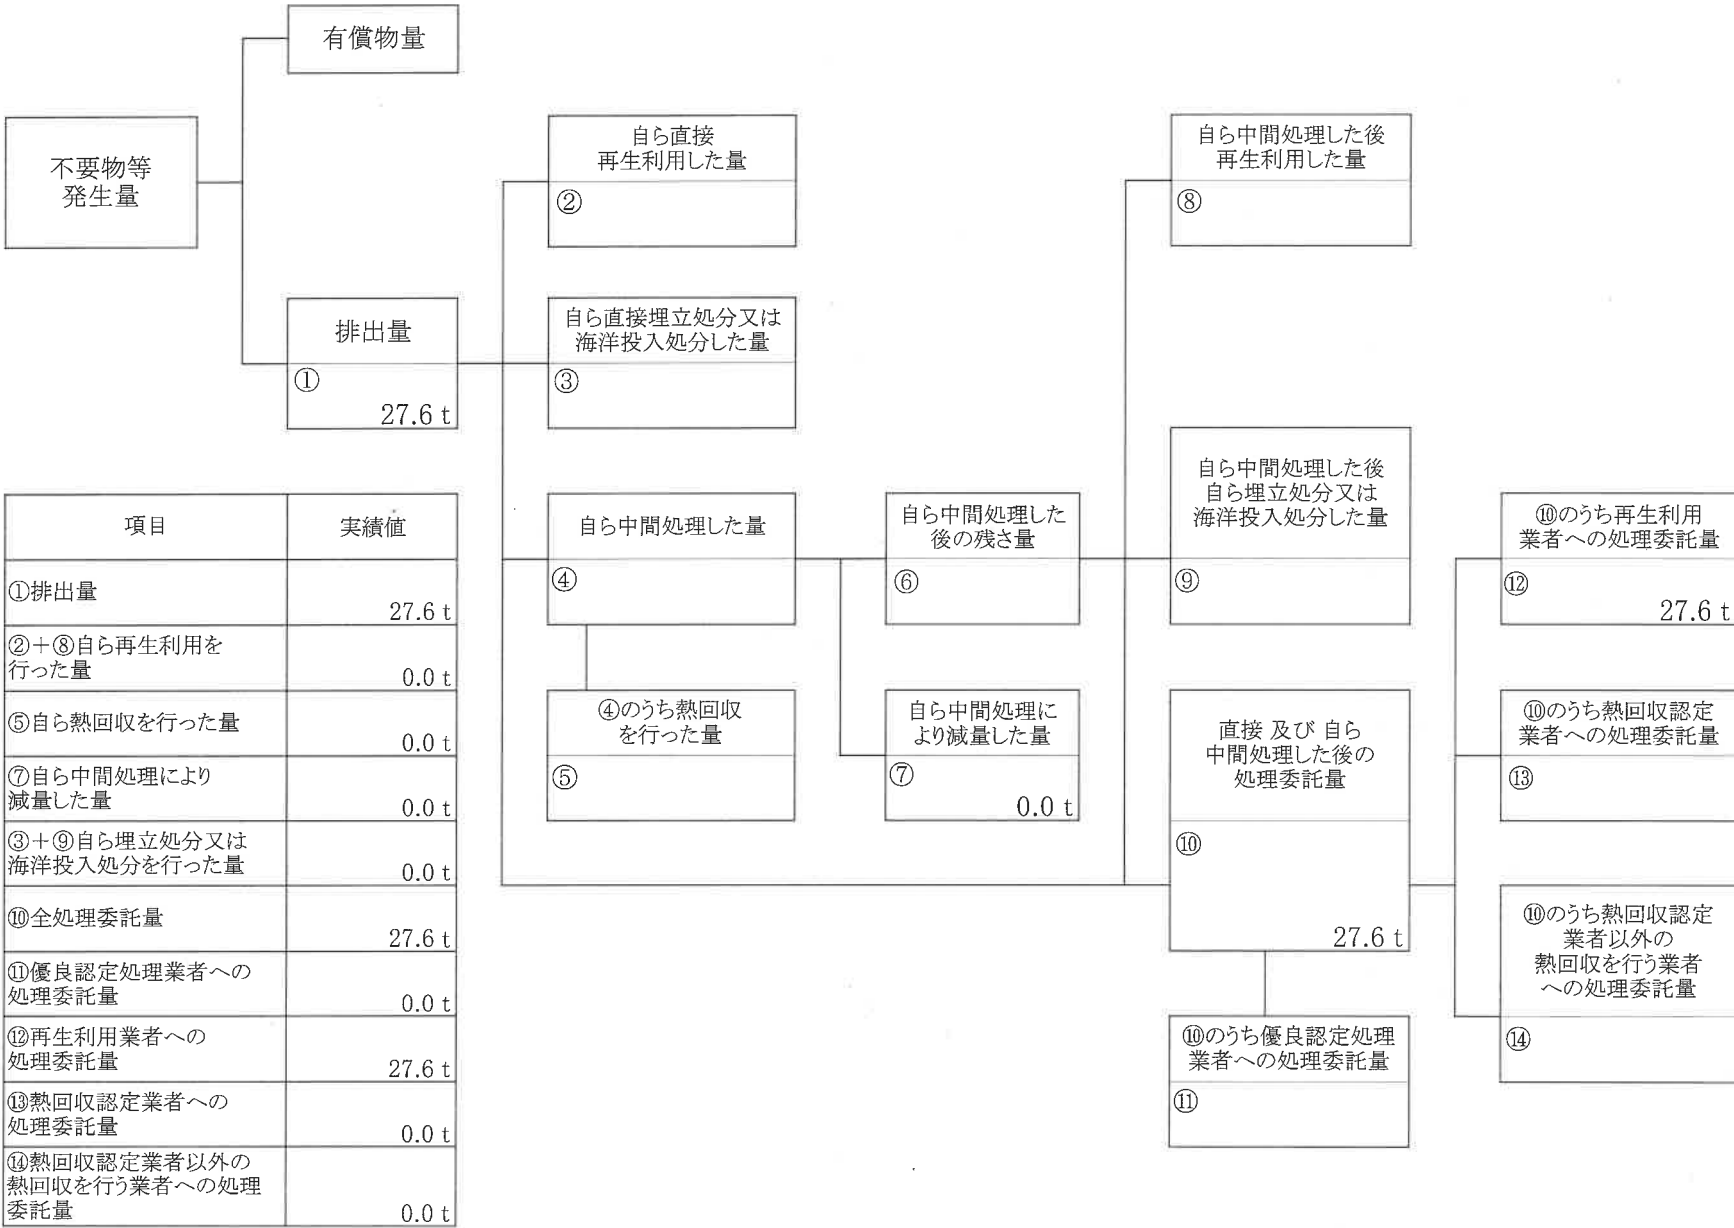 有償物量
不要物等
発生量
排出量
①
27.6 t
自ら直接
再生利用した量
②
自ら直接埋立処分又は
海洋投入処分した量
③
自ら中間処理した量
④
④のうち熱回収
を行った量
⑤
自ら中間処理した
後の残さ量
⑥
自ら中間処理に
より減量した量
⑦
0.0 t
自ら中間処理した後
再生利用した量
⑧
自ら中間処理した後
自ら埋立処分又は
海洋投入処分した量
⑨
直接 及び 自ら
中間処理した後の
処理委託量
⑩
27.6 t
⑩のうち優良認定処理
業者への処理委託量
⑪
⑩のうち再生利用
業者への処理委託量
⑫
27.6 t
⑩のうち熱回収認定
業者への処理委託量
⑬
⑩のうち熱回収認定
業者以外の
熱回収を行う業者
への処理委託量
⑭
項目 実績値
①排出量
27.6 t
②＋⑧自ら再生利用を
行った量
0.0 t
⑤自ら熱回収を行った量
0.0 t
⑦自ら中間処理により
減量した量
0.0 t
③＋⑨自ら埋立処分又は
海洋投入処分を行った量
0.0 t
⑩全処理委託量
27.6 t
⑪優良認定処理業者への
処理委託量
0.0 t
⑫再生利用業者への
処理委託量
27.6 t
⑬熱回収認定業者への
処理委託量
0.0 t
⑭熱回収認定業者以外の
熱回収を行う業者への処理
委託量
0.0 t